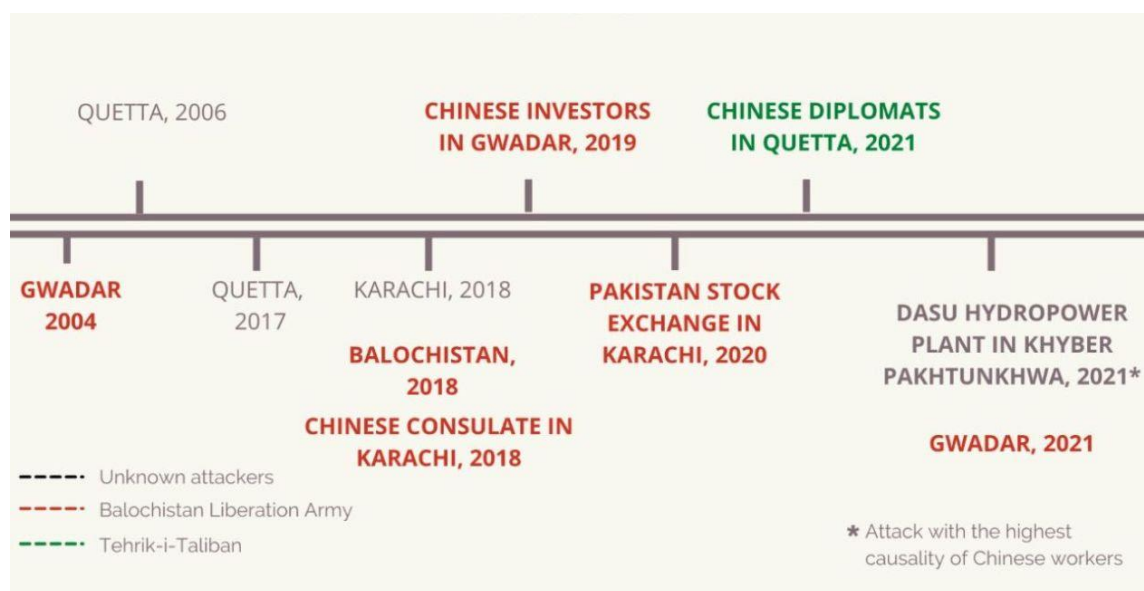 QUETTA, 2006
CHINESE INVESTORS
IN GWADAR, 2019
CHINESE DIPLOMATS
IN QUETTA, 2021
GWADAR
2004
QUETTA,
2017
KARACHI, 2018
BALOCHISTAN,
2018
CHINESE CONSULATE IN
KARACHI, 2018
PAKISTAN STOCK
EXCHANGE IN
KARACHI, 2020
DASU HYDROPOWER
PLANT IN KHYBER
PAKHTUNKHWA, 2021*
GWADAR, 2021
Unknown attackers
Balochistan Liberation Army
Tehrik-i-Taliban
* Attack with the highest
causality of Chinese workers